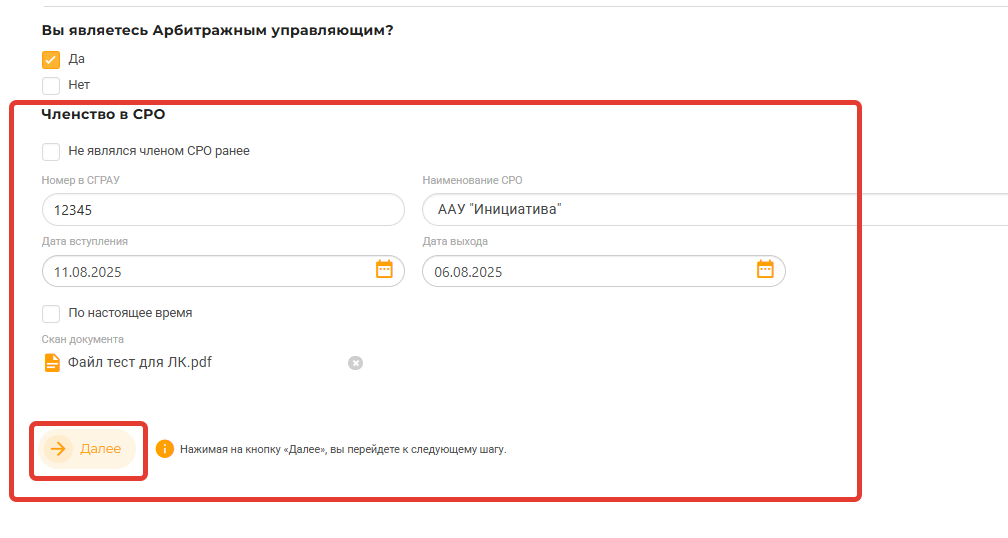 Вы являетесь Арбитражным управляющим?
Да
Нет
Членство в СРО
Не являлся членом СРО ранее
Номер в СГРАУ
Наименование СРО
12345
ААУ "Инициатива"
Дата вступления
Дата выхода
11.08.2025
06.08.2025
По настоящее время
Скан документа
Файл тест для ЛК.pdf
Далее
Нажимая на кнопку «Далее», вы перейдете к следующему шагу.